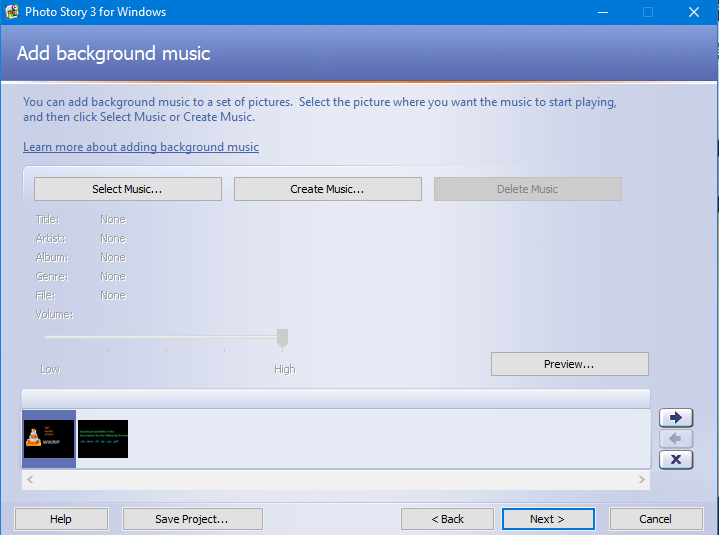 Photo Story 3 for Windows
Add background music
You can add background music to a set of pictures. Select the picture where you want the music to start playing,
and then click Select Music or Create Music.
Learn more about adding background music
Select Music...
Create Music...
Delete Music
Title: None
Artist: None
Album: None
Genre: None
File: None
Volume:
Low
High
Preview...
Help
Save Project...
< Back
Next >
Cancel